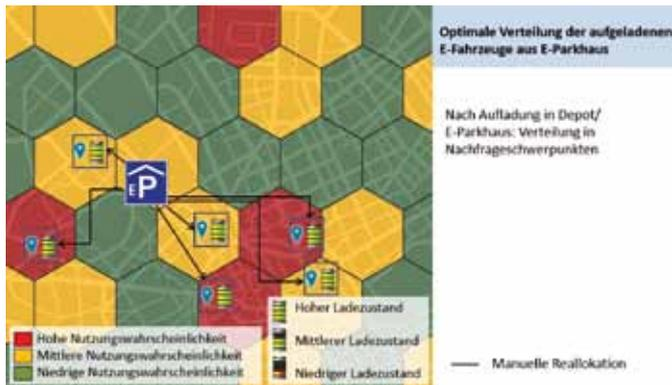 Optimale Verteilung der aufgeladenen
E-Fahrzeuge aus E-Parkhaus
Nach Aufladung in Depot/
E-Parkhaus: Verteilung in
Nachfrageschwerpunkten
EP
Hohe Nutzungswahrscheinlichkeit
Mittlere Nutzungswahrscheinlichkeit
Niedrige Nutzungswahrscheinlichkeit
Hoher Ladezustand
Mittlerer Ladezustand
Niedriger Ladezustand
Manuelle Reallokation